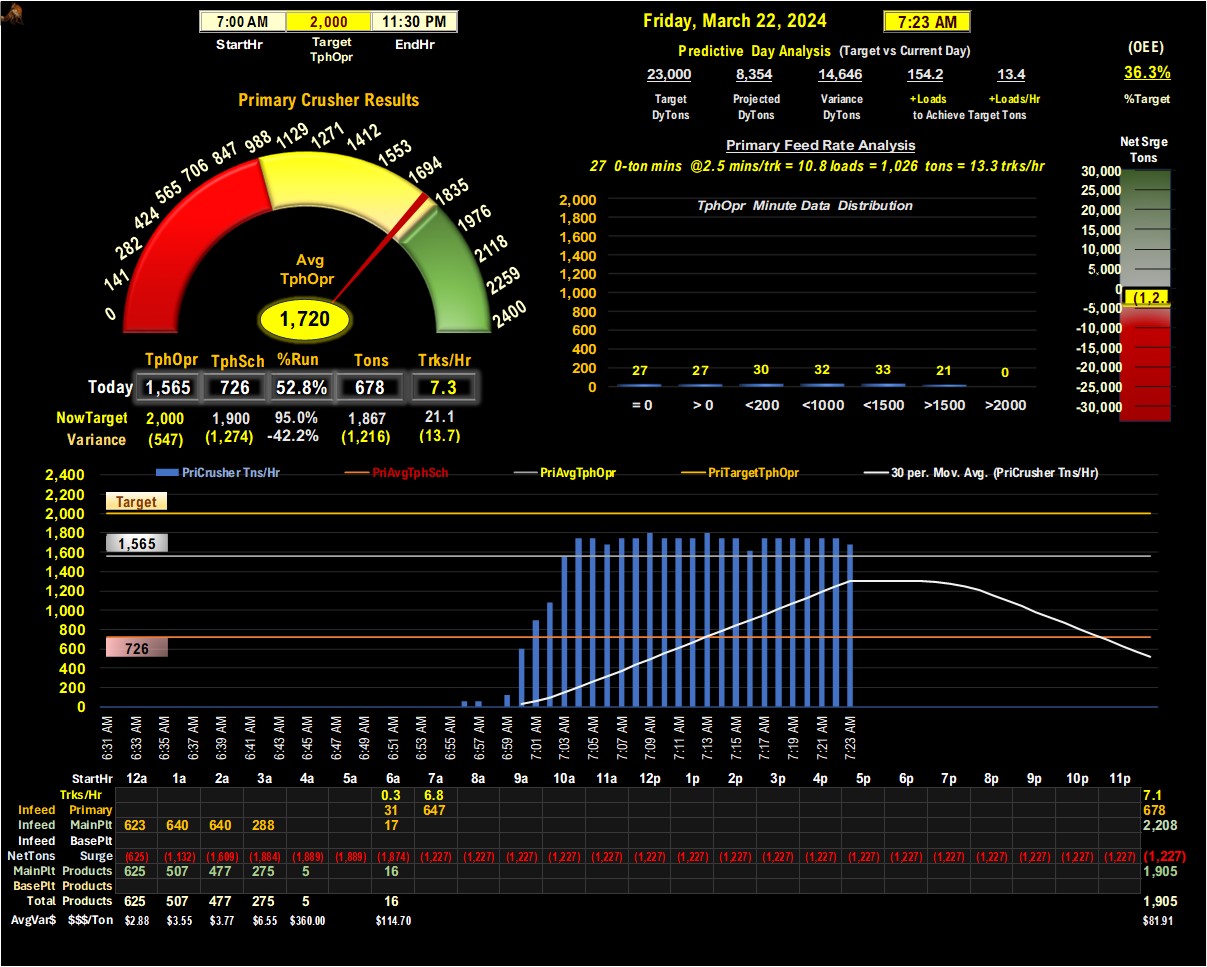 7:00 AM 2,000 11:30 PM
StartHr Target TphOpr EndHr
Friday, March 22, 2024 7:23 AM
Predictive Day Analysis (Target vs Current Day)
23,000 8,354 14,646 154.2 13.4
Target DyTons Projected DyTons Variance DyTons +Loads +Loads/Hr to Achieve Target Tons
(OEE)
36.3%
%Target
Primary Crusher Results
0 141 282 424 565 706 847 988 1129 1271 1412 1553 1694 1835 1976 2118 2259 2400
Avg
TphOpr
1,720
TphOpr TphSch %Run Tons Trks/Hr
Today 1,565 726 52.8% 678 7.3
NowTarget 2,000 1,900 95.0% 1,867 21.1
Variance (547) (1,274) -42.2% (1,216) (13.7)
Primary Feed Rate Analysis
27 0-ton mins @2.5 mins/trk = 10.8 loads = 1,026 tons = 13.3 trks/hr
TphOpr Minute Data Distribution
2,000
1,800
1,600
1,400
1,200
1,000
800
600
400
200
0
27 27 30 32 33 21 0
= 0 > 0 <200 <1000 <1500 >1500 >2000
Net Srge
Tons
30,000
25,000
20,000
15,000
10,000
5,000
0
(1,2..
-5,000
-10,000
-15,000
-20,000
-25,000
-30,000
PriCrusher Tns/Hr PriAvgTphSch PriAvgTphOpr PriTargetTphOpr 30 per. Mov. Avg. (PriCrusher Tns/Hr)
2,400
2,200
2,000
1,800
1,600
1,400
1,200
1,000
800
600
400
200
0
Target
1,565
726
6:31 AM 6:33 AM 6:35 AM 6:37 AM 6:39 AM 6:41 AM 6:43 AM 6:45 AM 6:47 AM 6:49 AM 6:51 AM 6:53 AM 6:55 AM 6:57 AM 6:59 AM 7:01 AM 7:03 AM 7:05 AM 7:07 AM 7:09 AM 7:11 AM 7:13 AM 7:15 AM 7:17 AM 7:19 AM 7:21 AM 7:23 AM
StartHr 12a 1a 2a 3a 4a 5a 6a 7a 8a 9a 10a 11a 12p 1p 2p 3p 4p 5p 6p 7p 8p 9p 10p 11p
Trks/Hr 0.3 6.8 7.1
Infeed Primary 31 647 678
Infeed MainPlt 623 640 640 288 17 2,208
Infeed BasePlt
NetTons Surge (625) (1,132) (1,609) (1,884) (1,889) (1,889) (1,874) (1,227) (1,227) (1,227) (1,227) (1,227) (1,227) (1,227) (1,227) (1,227) (1,227) (1,227) (1,227) (1,227) (1,227) (1,227) (1,227) (1,227) (1,227)
MainPlt Products 625 507 477 275 5 16 1,905
BasePlt Products
Total Products 625 507 477 275 5 16 1,905
AvgVar$ $$$/Ton $2.88 $3.55 $3.77 $6.55 $360.00 $114.70 $81.91